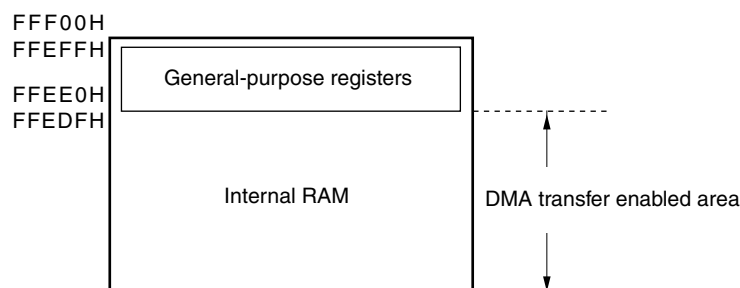 FFF00H
FFEFFH
General-purpose registers
FFEE0H
FFEDFH
Internal RAM
DMA transfer enabled area